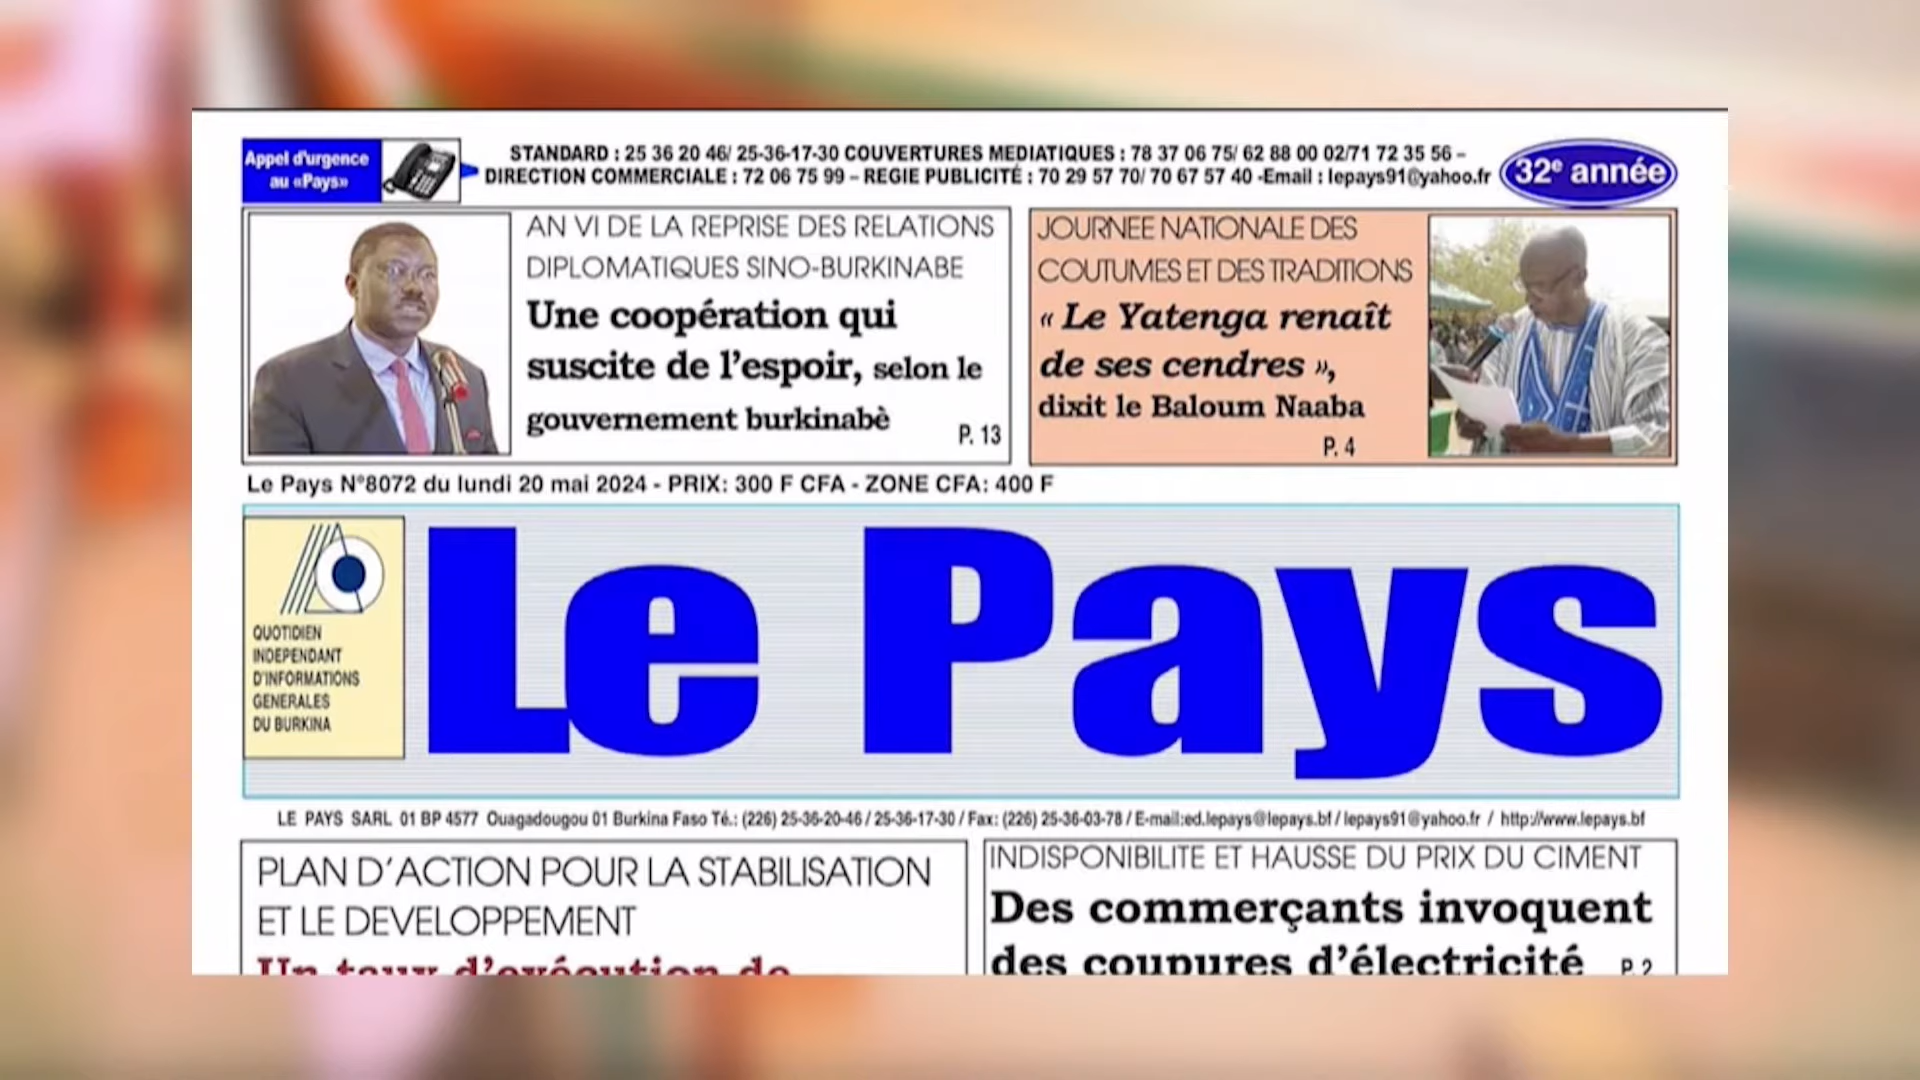 Appel d'urgence
au «Pays»
STANDARD : 25 36 20 46/ 25-36-17-30 COUVERTURES MEDIATIQUES : 78 37 06 75/ 62 88 00 02/71 72 35 56 –
DIRECTION COMMERCIALE : 72 06 75 99 – REGIE PUBLICITÉ : 70 29 57 70/ 70 67 57 40 -Email : lepays91@yahoo.fr
32e année
AN VI DE LA REPRISE DES RELATIONS
DIPLOMATIQUES SINO-BURKINABE
Une coopération qui
suscite de l'espoir, selon le
gouvernement burkinabè
P. 13
JOURNEE NATIONALE DES
COUTUMES ET DES TRADITIONS
« Le Yatenga renaît
de ses cendres »,
dixit le Baloum Naaba
P. 4
Le Pays N°8072 du lundi 20 mai 2024 - PRIX: 300 F CFA - ZONE CFA: 400 F
QUOTIDIEN
INDEPENDANT
D'INFORMATIONS
GENERALES
DU BURKINA
Le Pays
LE PAYS SARL 01 BP 4577 Ouagadougou 01 Burkina Faso Té.: (226) 25-36-20-46 / 25-36-17-30 / Fax: (226) 25-36-03-78 / E-mail:ed.lepays@lepays.bf / lepays91@yahoo.fr / http://www.lepays.bf
PLAN D'ACTION POUR LA STABILISATION
ET LE DEVELOPPEMENT
Un taux d'exécution de
INDISPONIBILITE ET HAUSSE DU PRIX DU CIMENT
Des commerçants invoquent
des coupures d'électricité P. 2